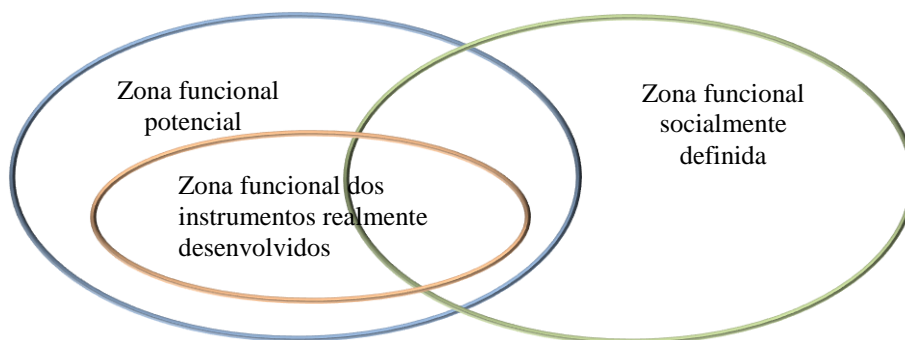 Zona funcional
potencial
Zona funcional
socialmente
definida
Zona funcional dos
instrumentos realmente
desenvolvidos